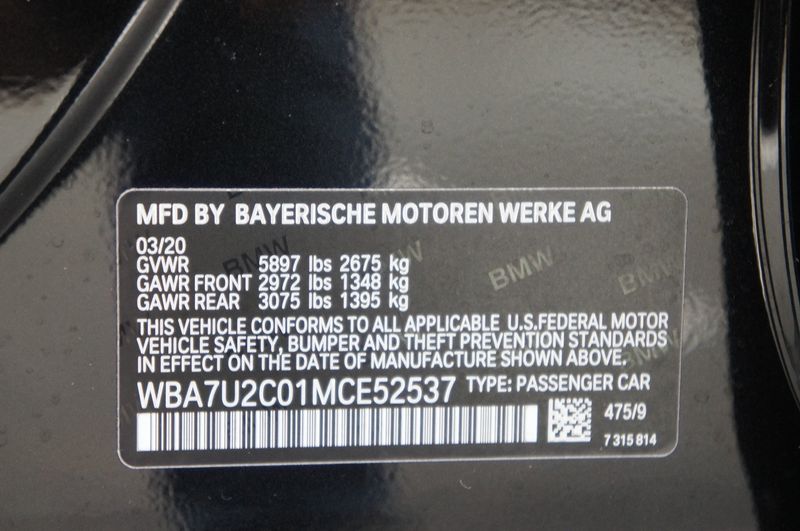 MFD BY BAYERISCHE MOTOREN WERKE AG
03/20
GVWR 5897 lbs 2675 kg
GAWR FRONT 2972 lbs 1348 kg
GAWR REAR 3075 lbs 1395 kg
THIS VEHICLE CONFORMS TO ALL APPLICABLE U.S.FEDERAL MOTOR
VEHICLE SAFETY, BUMPER AND THEFT PREVENTION STANDARDS
IN EFFECT ON THE DATE OF MANUFACTURE SHOWN ABOVE.
WBA7U2C01MCE52537 TYPE: PASSENGER CAR
475/9
7 315 814
BMW
BMW
BMW